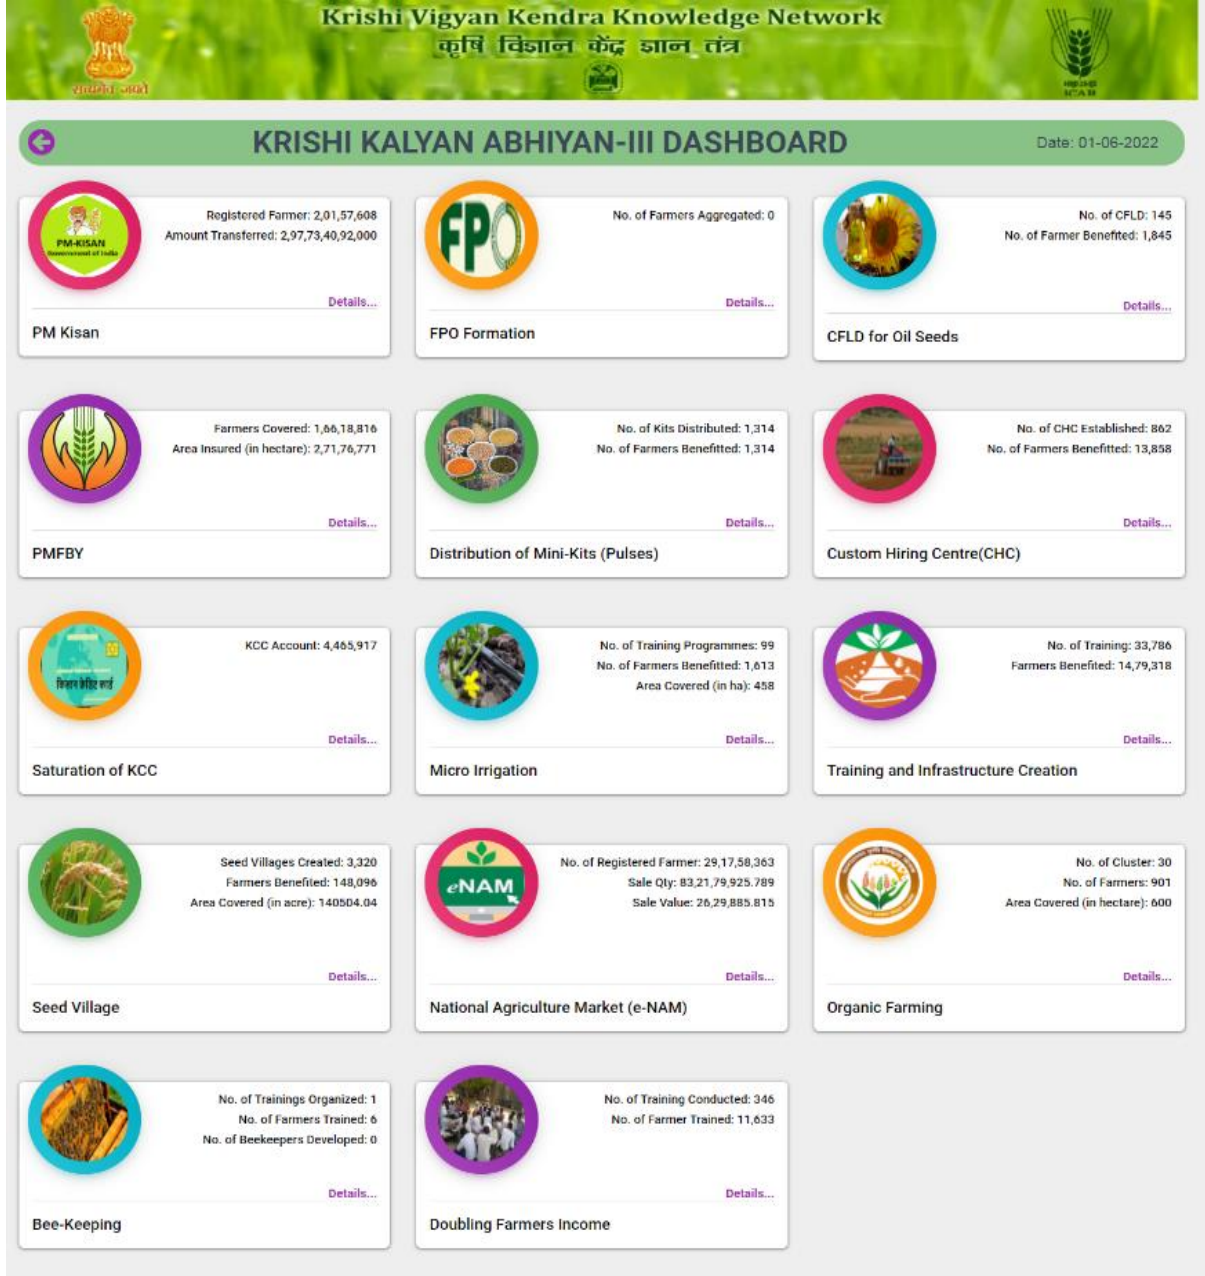 Krishi Vigyan Kendra Knowledge Network
कृषि विज्ञान केंद्र ज्ञान तंत्र
सत्यमेव जयते
KRISHI KALYAN ABHIYAN-III DASHBOARD
Date: 01-06-2022
PM-KISAN
Government of India
Registered Farmer: 2,01,57,608
Amount Transferred: 2,97,73,40,92,000
Details...
PM Kisan
FPO
No. of Farmers Aggregated: 0
Details...
FPO Formation
No. of CFLD: 145
No. of Farmer Benefited: 1,845
Details...
CFLD for Oil Seeds
Farmers Covered: 1,66,18,816
Area Insured (in hectare): 2,71,76,771
Details...
PMFBY
No. of Kits Distributed: 1,314
No. of Farmers Benefitted: 1,314
Details...
Distribution of Mini-Kits (Pulses)
No. of CHC Established: 862
No. of Farmers Benefitted: 13,858
Details...
Custom Hiring Centre(CHC)
किसान क्रेडिट कार्ड
KCC Account: 4,465,917
Details...
Saturation of KCC
No. of Training Programmes: 99
No. of Farmers Benefitted: 1,613
Area Covered (in ha): 458
Details...
Micro Irrigation
No. of Training: 33,786
Farmers Benefited: 14,79,318
Details...
Training and Infrastructure Creation
Seed Villages Created: 3,320
Farmers Benefited: 148,096
Area Covered (in acre): 140504.04
Details...
Seed Village
eNAM
No. of Registered Farmer: 29,17,58,363
Sale Qty: 83,21,79,925.789
Sale Value: 26,29,885.815
Details...
National Agriculture Market (e-NAM)
No. of Cluster: 30
No. of Farmers: 901
Area Covered (in hectare): 600
Details...
Organic Farming
No. of Trainings Organized: 1
No. of Farmers Trained: 6
No. of Beekeepers Developed: 0
Details...
Bee-Keeping
No. of Training Conducted: 346
No. of Farmer Trained: 11,633
Details...
Doubling Farmers Income